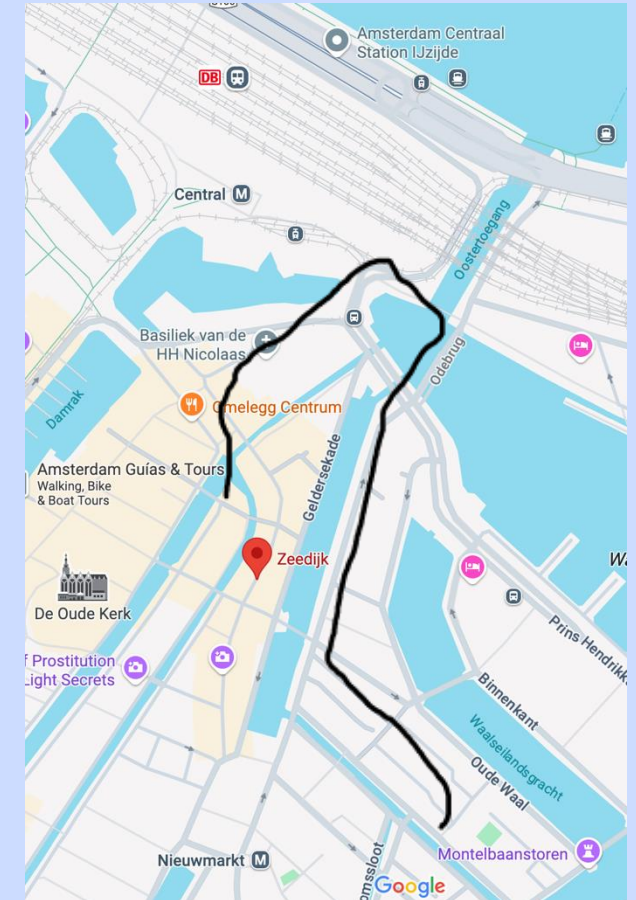 Amsterdam Centraal
Station IJzijde
DB
Central M
Oostertoegang
Basiliek van de
HH Nicolaas
Odebrug
Damrak
Omelegg Centrum
Geldersekade
Amsterdam Guías & Tours
Walking, Bike
& Boat Tours
Zeedijk
De Oude Kerk
Prins Hendrikk
f Prostitution
Light Secrets
Binnenkant
Waalseilandsgracht
Oude Waal
Nieuwmarkt M
Montelbaanstoren
omssloot
Google